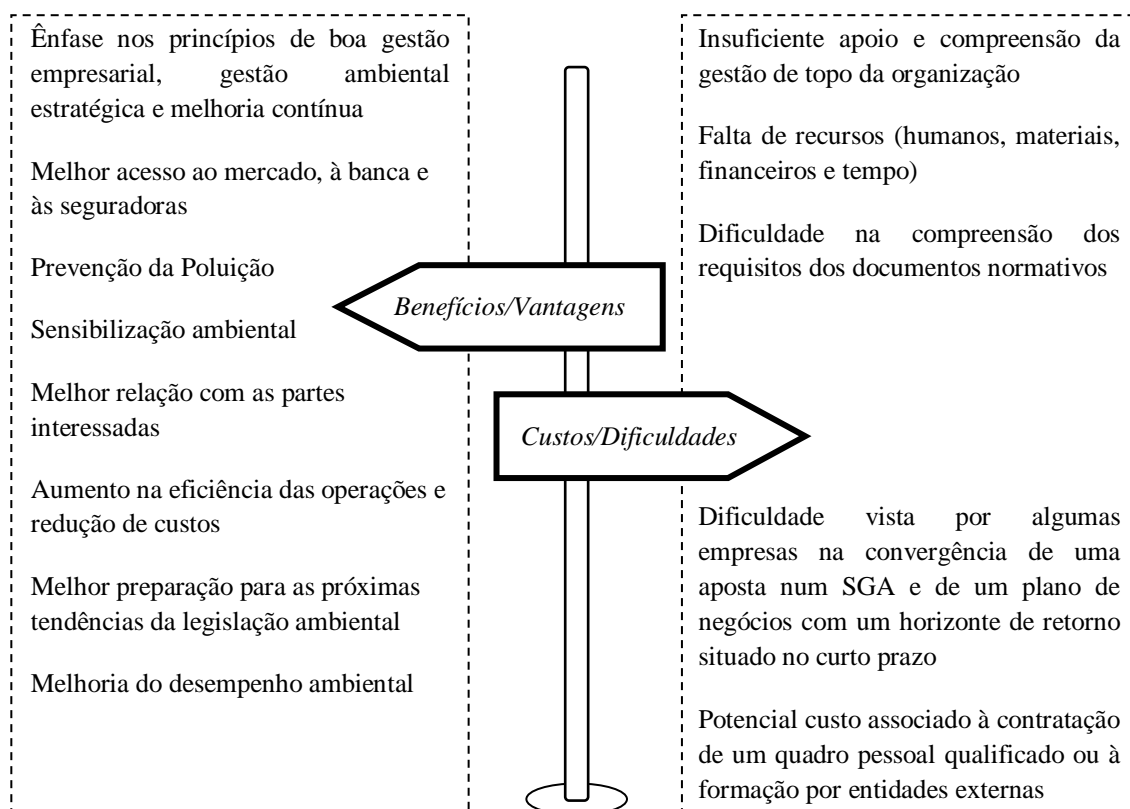 Ênfase nos princípios de boa gestão
empresarial, gestão ambiental
estratégica e melhoria contínua
Melhor acesso ao mercado, à banca e
às seguradoras
Prevenção da Poluição
Sensibilização ambiental
Melhor relação com as partes
interessadas
Aumento na eficiência das operações e
redução de custos
Melhor preparação para as próximas
tendências da legislação ambiental
Melhoria do desempenho ambiental
Benefícios/Vantagens
Custos/Dificuldades
Insuficiente apoio e compreensão da
gestão de topo da organização
Falta de recursos (humanos, materiais,
financeiros e tempo)
Dificuldade na compreensão dos
requisitos dos documentos normativos
Dificuldade vista por algumas
empresas na convergência de uma
aposta num SGA e de um plano de
negócios com um horizonte de retorno
situado no curto prazo
Potencial custo associado à contratação
de um quadro pessoal qualificado ou à
formação por entidades externas